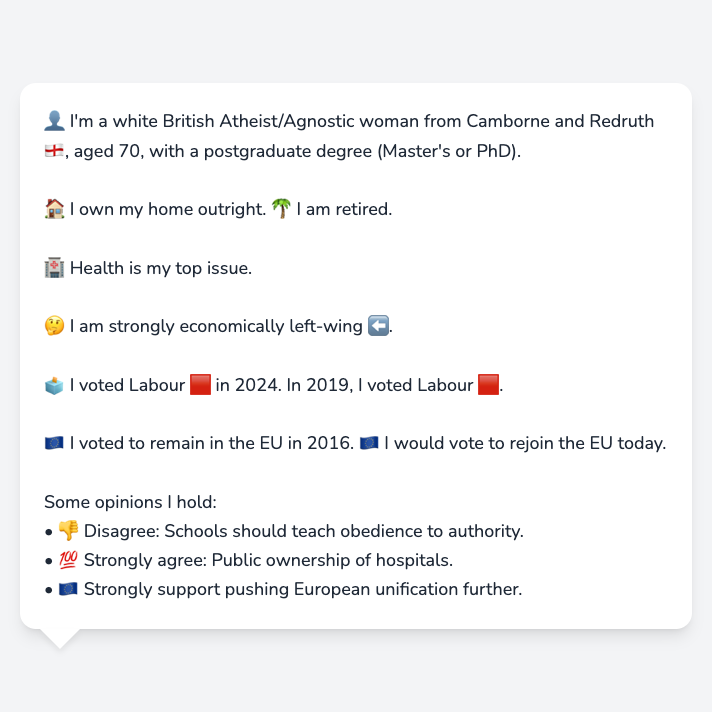 👤 I'm a white British Atheist/Agnostic woman from Camborne and Redruth
🏴󠁧󠁢󠁥󠁮󠁧󠁿, aged 70, with a postgraduate degree (Master's or PhD).
🏠 I own my home outright. 🌴 I am retired.
🏥 Health is my top issue.
🤔 I am strongly economically left-wing ⬅️.
🗳️ I voted Labour 🟥 in 2024. In 2019, I voted Labour 🟥.
🇪🇺 I voted to remain in the EU in 2016. 🇪🇺 I would vote to rejoin the EU today.
Some opinions I hold:
• 👎 Disagree: Schools should teach obedience to authority.
• 💯 Strongly agree: Public ownership of hospitals.
• 🇪🇺 Strongly support pushing European unification further.